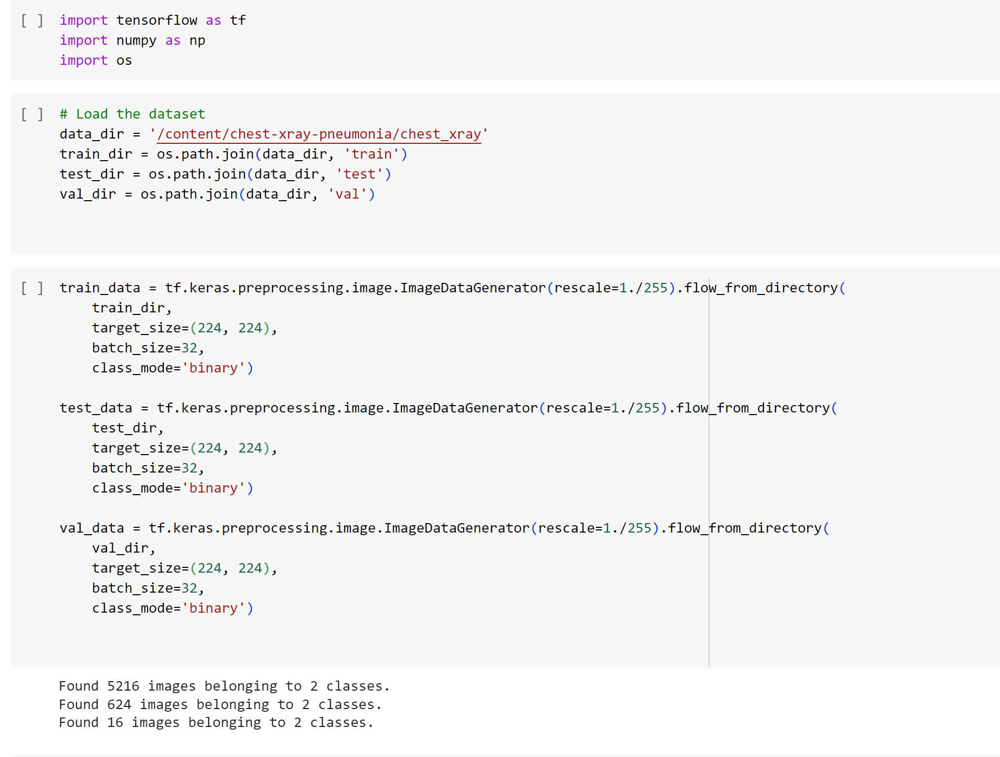 [ ] import tensorflow as tf
import numpy as np
import os
[ ] # Load the dataset
data_dir = '/content/chest-xray-pneumonia/chest_xray'
train_dir = os.path.join(data_dir, 'train')
test_dir = os.path.join(data_dir, 'test')
val_dir = os.path.join(data_dir, 'val')
[ ] train_data = tf.keras.preprocessing.image.ImageDataGenerator(rescale=1./255).flow_from_directory(
    train_dir,
    target_size=(224, 224),
    batch_size=32,
    class_mode='binary')
test_data = tf.keras.preprocessing.image.ImageDataGenerator(rescale=1./255).flow_from_directory(
    test_dir,
    target_size=(224, 224),
    batch_size=32,
    class_mode='binary')
val_data = tf.keras.preprocessing.image.ImageDataGenerator(rescale=1./255).flow_from_directory(
    val_dir,
    target_size=(224, 224),
    batch_size=32,
    class_mode='binary')
Found 5216 images belonging to 2 classes.
Found 624 images belonging to 2 classes.
Found 16 images belonging to 2 classes.